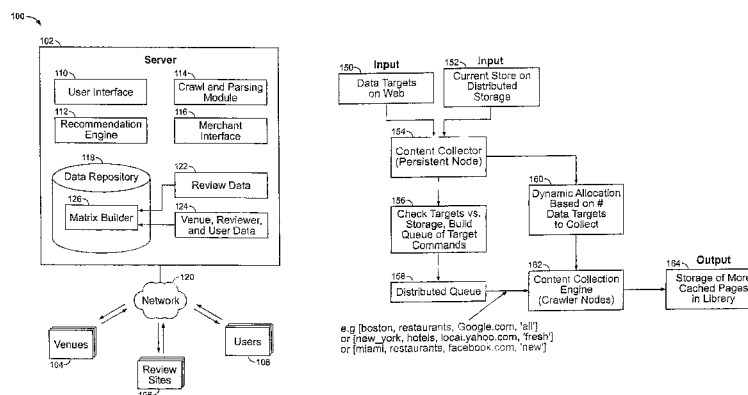 100
102
Server
110
User Interface
114
Crawl and Parsing
Module
112
Recommendation
Engine
116
Merchant
Interface
118
Data Repository
126
Matrix Builder
122
Review Data
124
Venue, Reviewer,
and User Data
120
Network
Venues
104
Review
Sites
106
Users
108
Input
150
Data Targets
on Web
Input
152
Current Store on
Distributed
Storage
154
Content Collector
(Persistent Node)
156
Check Targets vs.
Storage, Build
Queue of Target
Commands
160
Dynamic Allocation
Based on #
Data Targets
to Collect
158
Distributed Queue
162
Content Collection
Engine
(Crawler Nodes)
Output
164
Storage of More
Cached Pages
in Library
e.g [boston, restaurants, Google.com, 'all']
or [new_york, hotels, local.yahoo.com, 'fresh']
or [miami, restaurants, facebook.com, 'new']